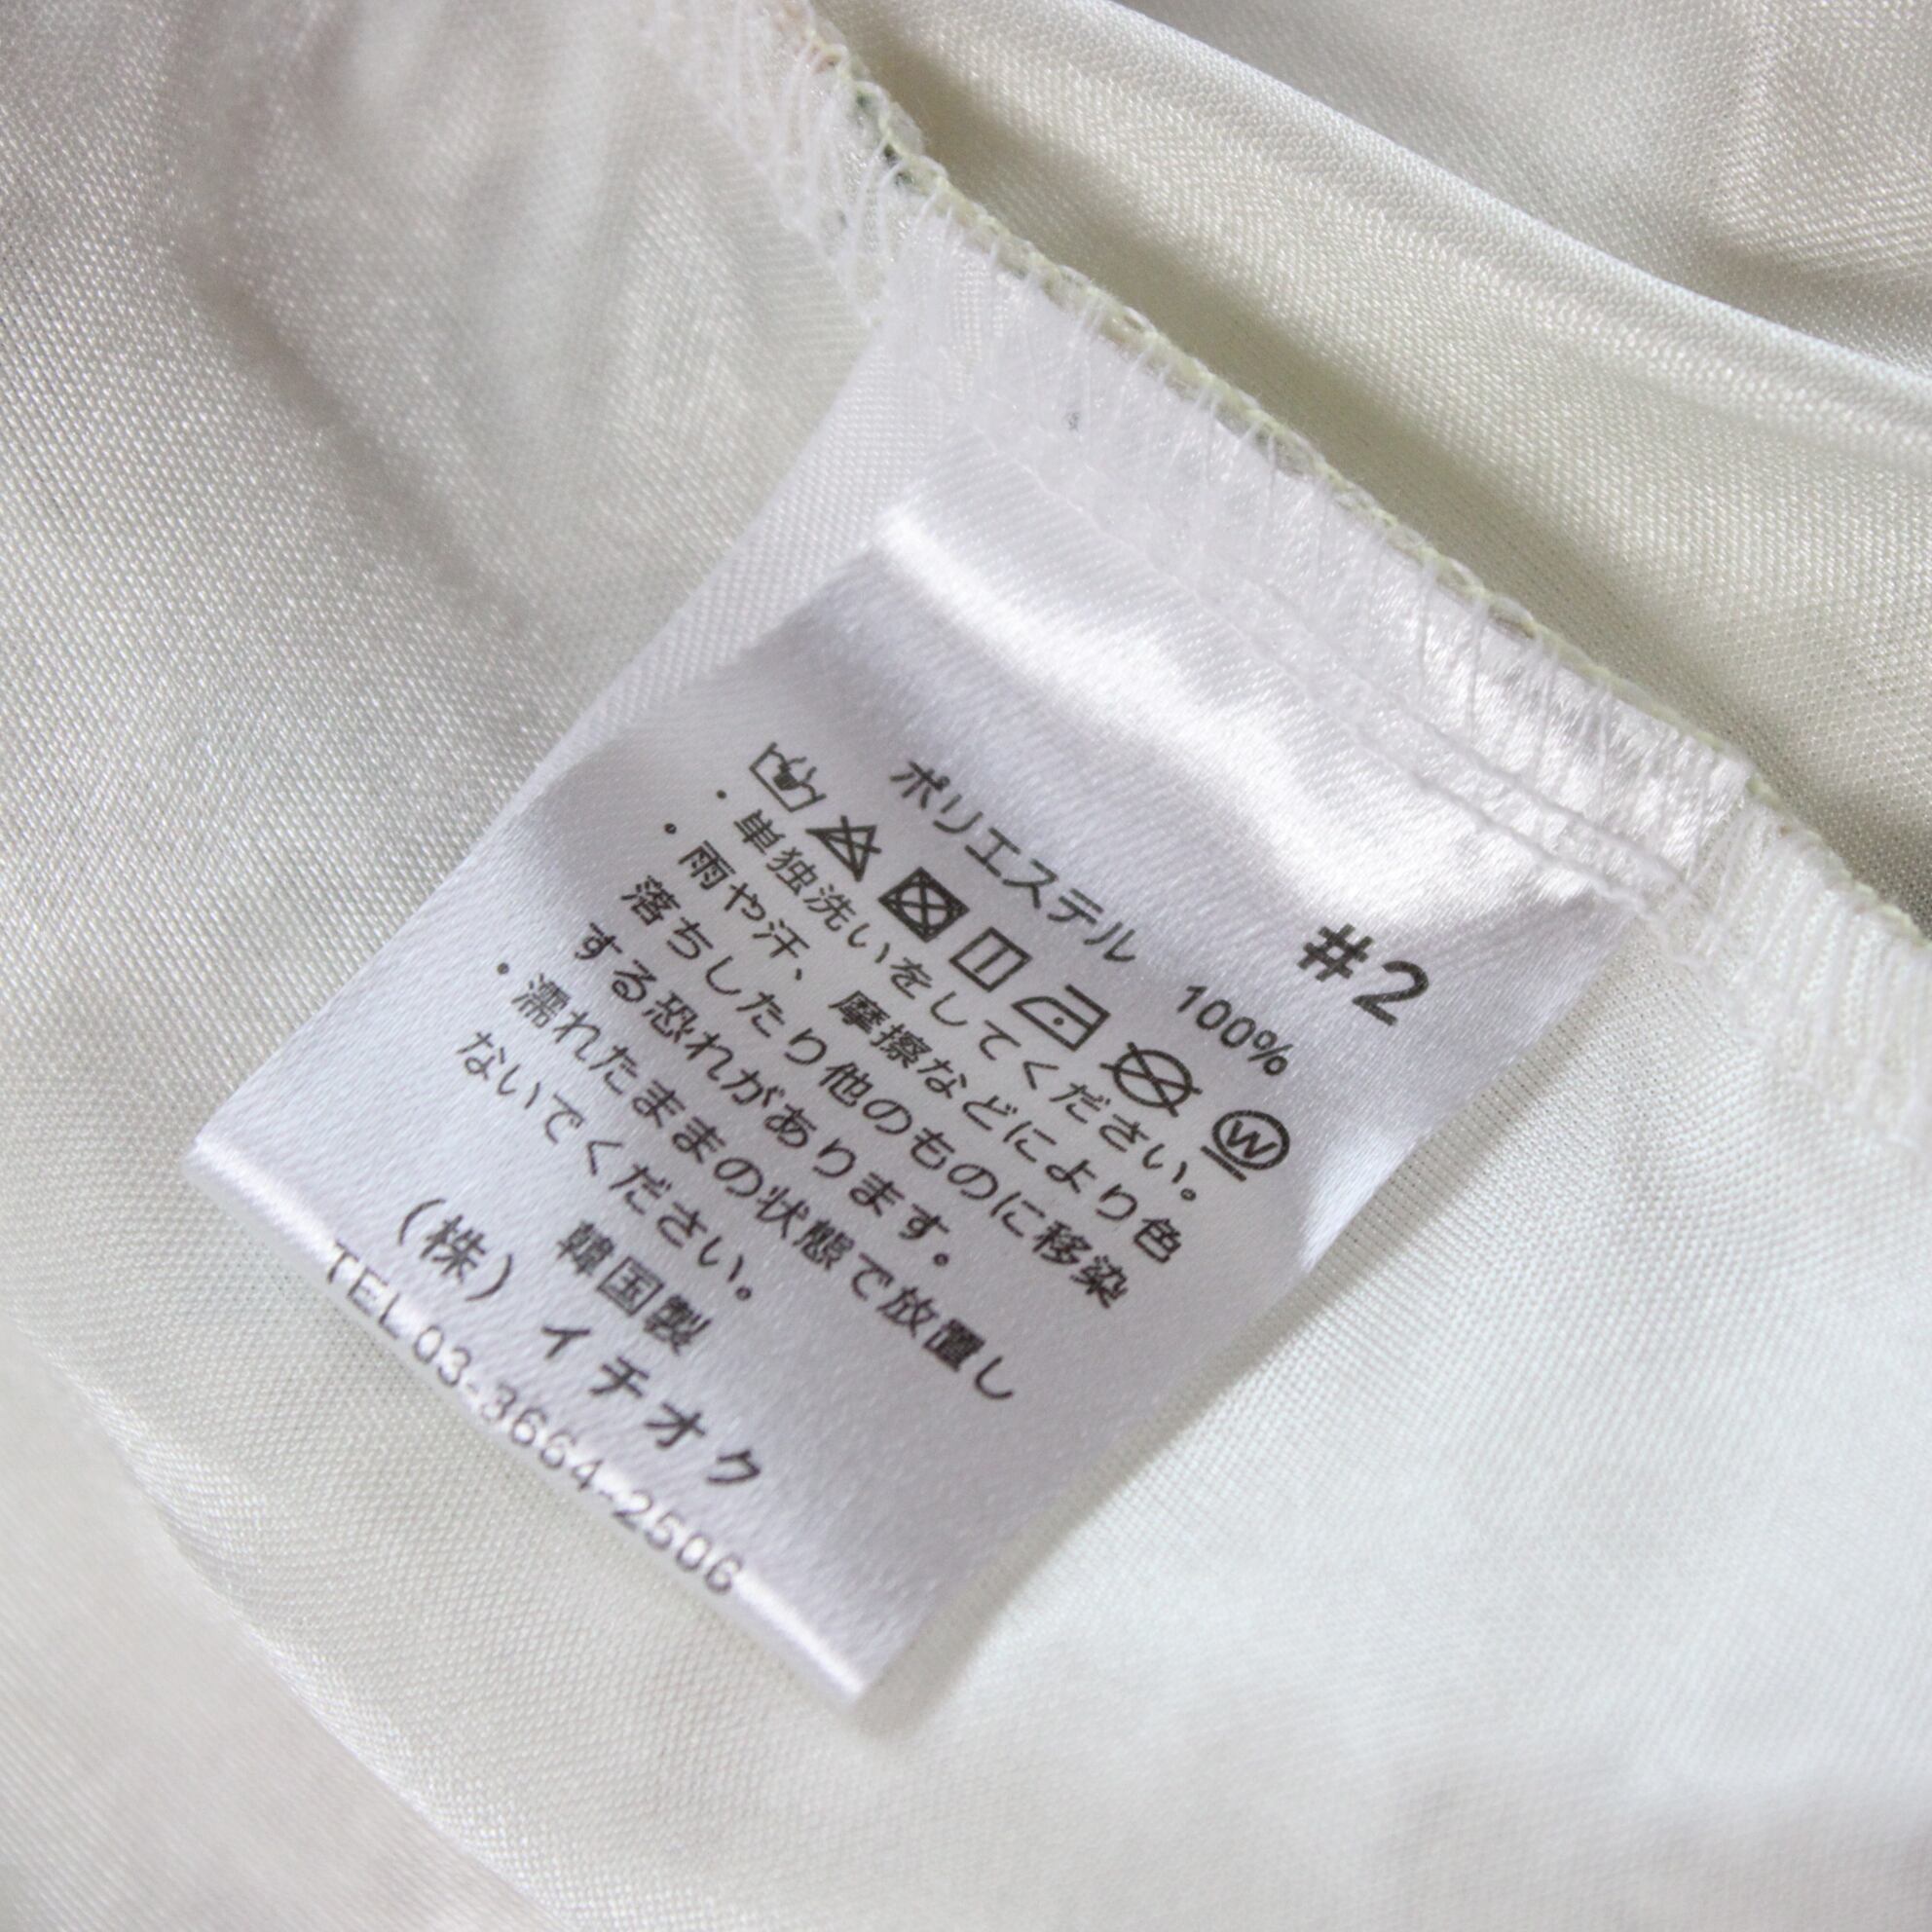 #2
ポリエステル 100%
W
・単独洗いをしてください。
・雨や汗、摩擦などにより色
落ちしたり他のものに移染
する恐れがあります。
・濡れたままの状態で放置し
ないでください。
韓国製
(株) イチオク
TEL 03-3664-2506